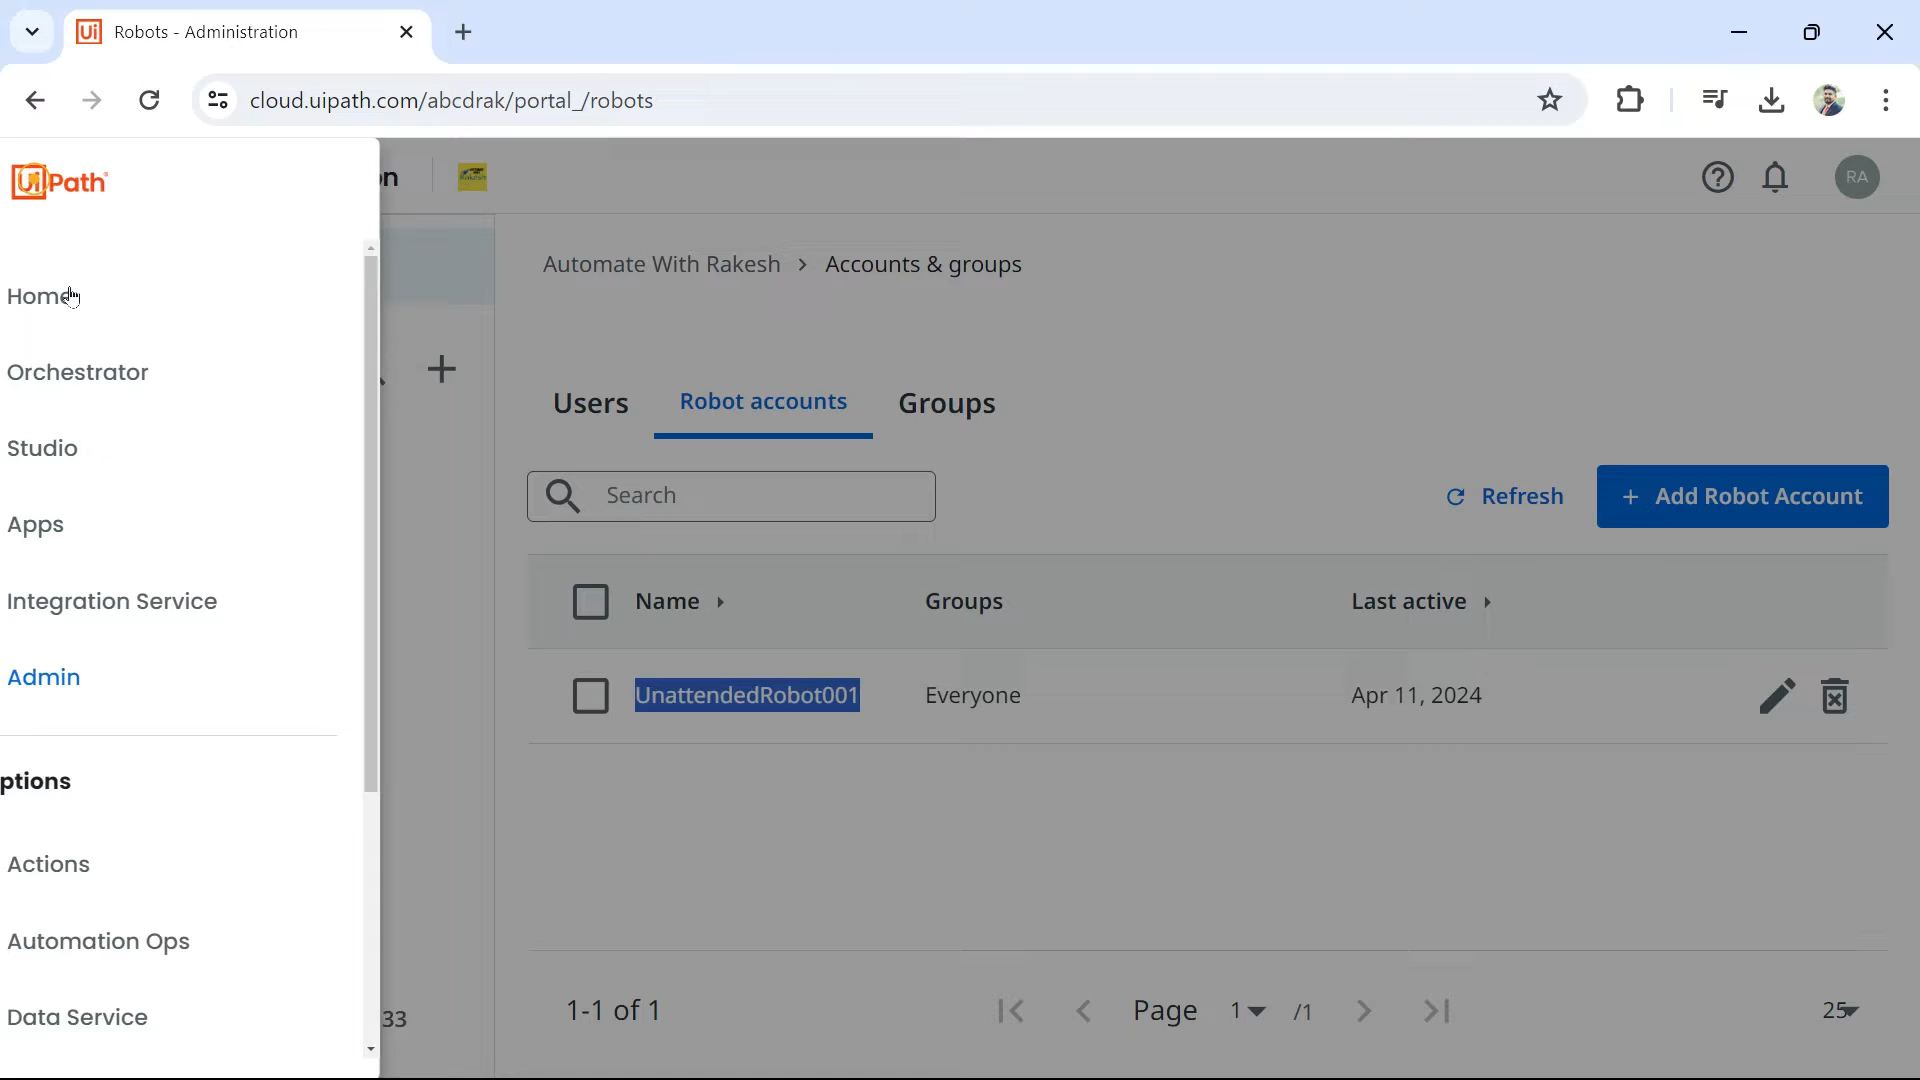 Ui Robots - Administration
cloud.uipath.com/abcdrak/portal_/robots
UiPath
on
RA
Home
Orchestrator
Studio
Apps
Integration Service
Admin
ptions
Actions
Automation Ops
Data Service
33
Automate With Rakesh > Accounts & groups
Users Robot accounts Groups
Search Refresh + Add Robot Account
Name Groups Last active
UnattendedRobot001 Everyone Apr 11, 2024
1-1 of 1 Page 1 /1 25